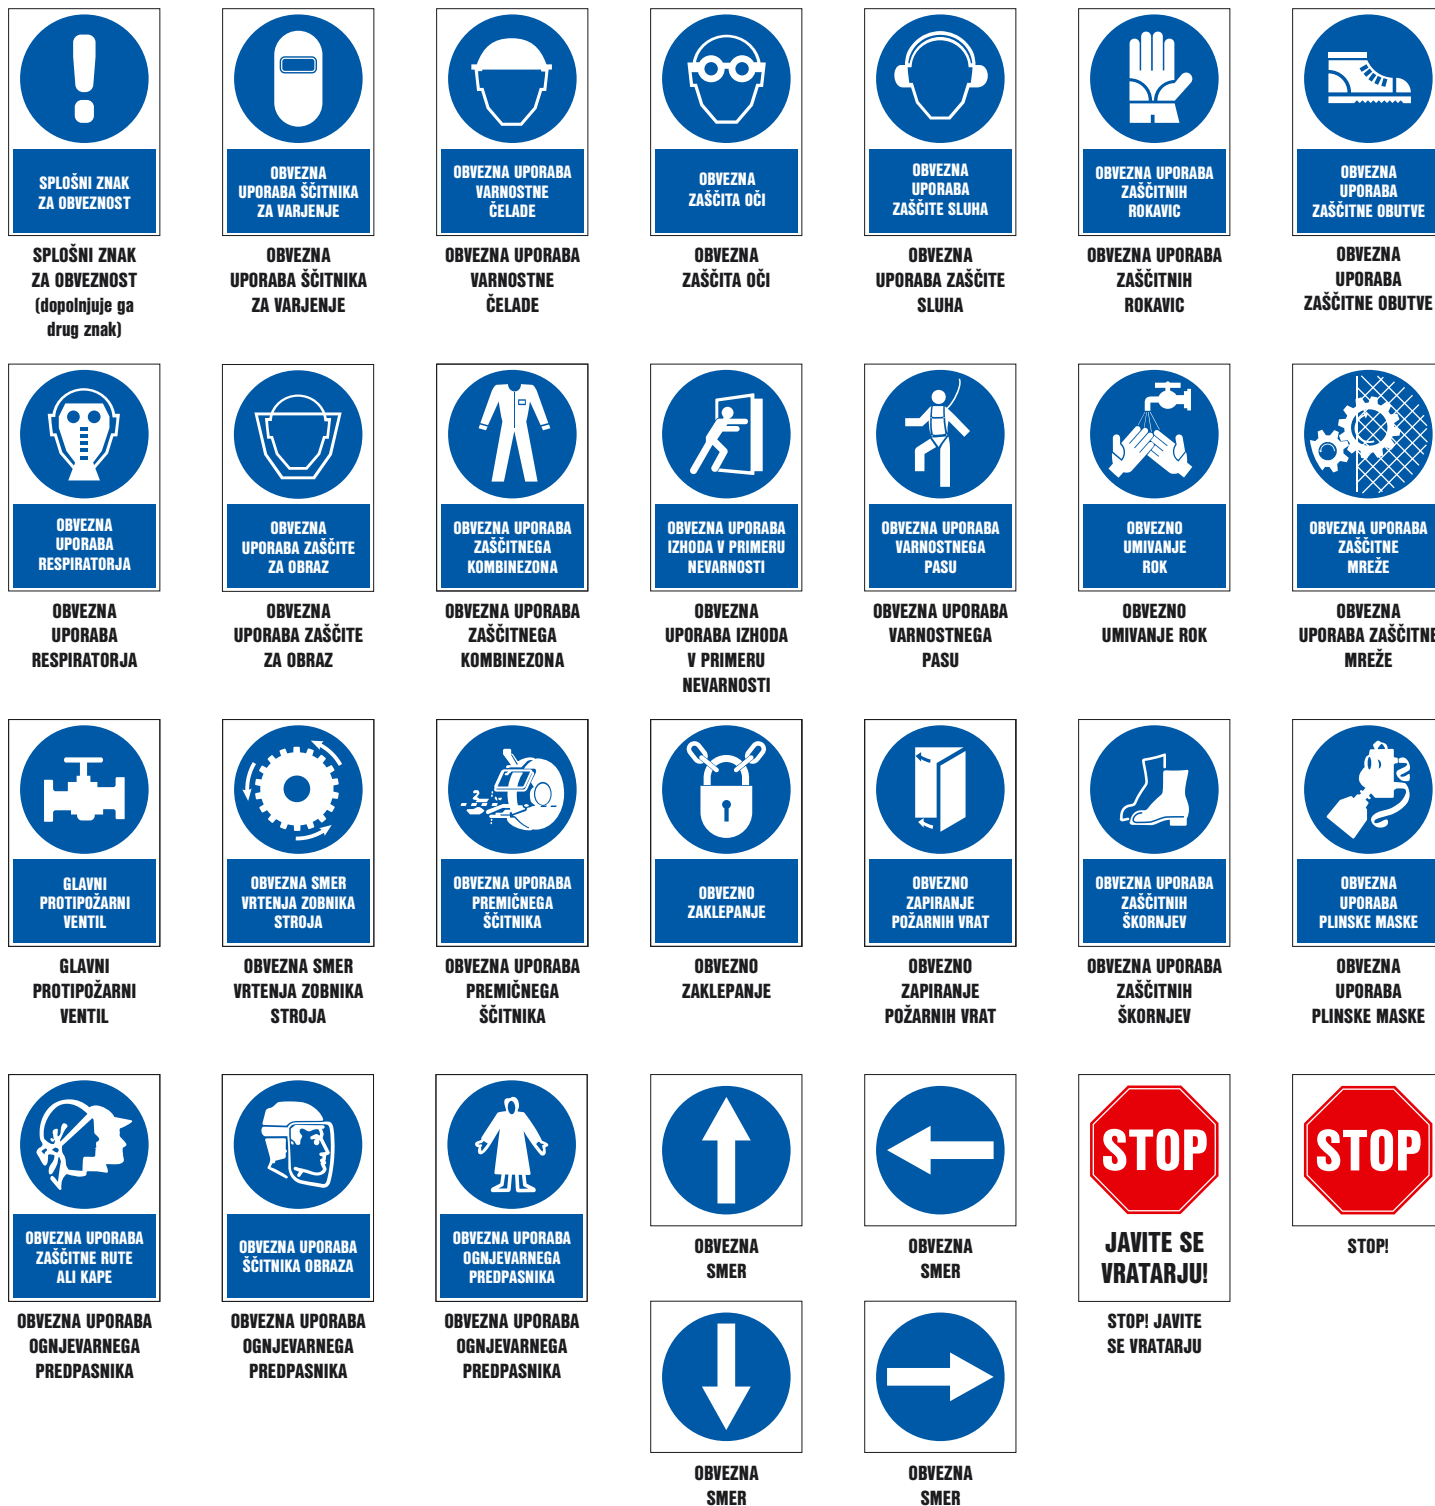 SPLOŠNI ZNAK
ZA OBVEZNOST
SPLOŠNI ZNAK
ZA OBVEZNOST
(dopolnjuje ga
drug znak)
OBVEZNA
UPORABA ŠČITNIKA
ZA VARJENJE
OBVEZNA
UPORABA ŠČITNIKA
ZA VARJENJE
OBVEZNA UPORABA
VARNOSTNE
ČELADE
OBVEZNA UPORABA
VARNOSTNE
ČELADE
OBVEZNA
ZAŠČITA OČI
OBVEZNA
ZAŠČITA OČI
OBVEZNA
UPORABA
ZAŠČITE SLUHA
OBVEZNA
UPORABA ZAŠČITE
SLUHA
OBVEZNA UPORABA
ZAŠČITNIH
ROKAVIC
OBVEZNA UPORABA
ZAŠČITNIH
ROKAVIC
OBVEZNA
UPORABA
ZAŠČITNE OBUTVE
OBVEZNA
UPORABA
ZAŠČITNE OBUTVE
OBVEZNA
UPORABA
RESPIRATORJA
OBVEZNA
UPORABA
RESPIRATORJA
OBVEZNA
UPORABA ZAŠČITE
ZA OBRAZ
OBVEZNA
UPORABA ZAŠČITE
ZA OBRAZ
OBVEZNA UPORABA
ZAŠČITNEGA
KOMBINEZONA
OBVEZNA UPORABA
ZAŠČITNEGA
KOMBINEZONA
OBVEZNA UPORABA
IZHODA V PRIMERU
NEVARNOSTI
OBVEZNA
UPORABA IZHODA
V PRIMERU
NEVARNOSTI
OBVEZNA UPORABA
VARNOSTNEGA
PASU
OBVEZNA UPORABA
VARNOSTNEGA
PASU
OBVEZNO
UMIVANJE
ROK
OBVEZNO
UMIVANJE ROK
OBVEZNA UPORABA
ZAŠČITNE
MREŽE
OBVEZNA
UPORABA ZAŠČITNE
MREŽE
GLAVNI
PROTIPOŽARNI
VENTIL
GLAVNI
PROTIPOŽARNI
VENTIL
OBVEZNA SMER
VRTENJA ZOBNIKA
STROJA
OBVEZNA SMER
VRTENJA ZOBNIKA
STROJA
OBVEZNA UPORABA
PREMIČNEGA
ŠČITNIKA
OBVEZNA UPORABA
PREMIČNEGA
ŠČITNIKA
OBVEZNO
ZAKLEPANJE
OBVEZNO
ZAKLEPANJE
OBVEZNO
ZAPIRANJE
POŽARNIH VRAT
OBVEZNO
ZAPIRANJE
POŽARNIH VRAT
OBVEZNA UPORABA
ZAŠČITNIH
ŠKORNJEV
OBVEZNA UPORABA
ZAŠČITNIH
ŠKORNJEV
OBVEZNA
UPORABA
PLINSKE MASKE
OBVEZNA
UPORABA
PLINSKE MASKE
OBVEZNA UPORABA
ZAŠČITNE RUTE
ALI KAPE
OBVEZNA UPORABA
OGNJEVARNEGA
PREDPASNIKA
OBVEZNA UPORABA
ŠČITNIKA OBRAZA
OBVEZNA UPORABA
OGNJEVARNEGA
PREDPASNIKA
OBVEZNA UPORABA
OGNJEVARNEGA
PREDPASNIKA
OBVEZNA UPORABA
OGNJEVARNEGA
PREDPASNIKA
OBVEZNA
SMER
OBVEZNA
SMER
STOP
JAVITE SE
VRATARJU!
STOP! JAVITE
SE VRATARJU
STOP
STOP!
OBVEZNA
SMER
OBVEZNA
SMER